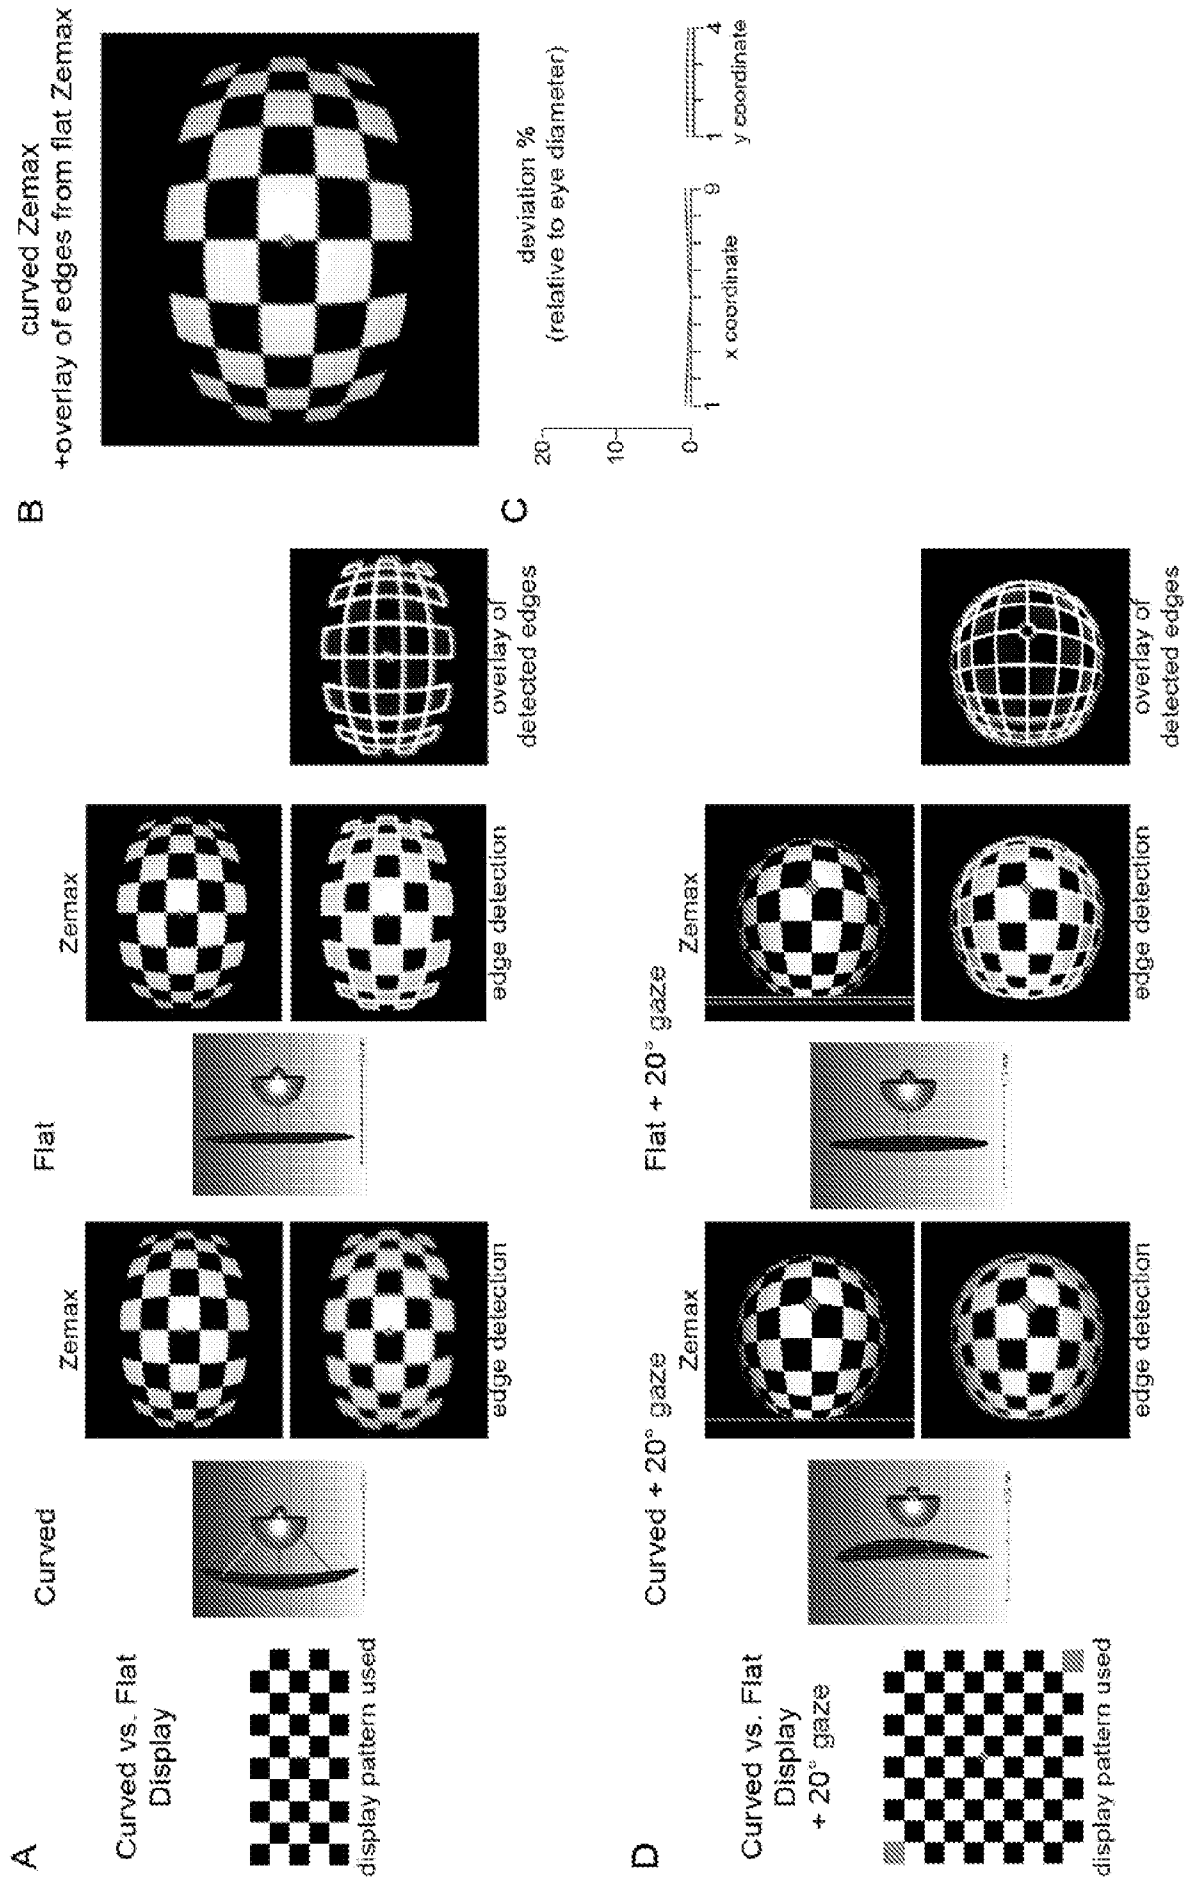 A
Curved vs. Flat
Display
display pattern used
Curved
Zemax
edge detection
Flat
Zemax
edge detection
overlay of
detected edges
B
curved Zemax
+overlay of edges from flat Zemax
C
deviation %
(relative to eye diameter)
20
10
0
1
9
x coordinate
1
4
y coordinate
D
Curved vs. Flat
Display
+ 20° gaze
display pattern used
Curved + 20° gaze
Zemax
edge detection
Flat + 20° gaze
Zemax
edge detection
overlay of
detected edges